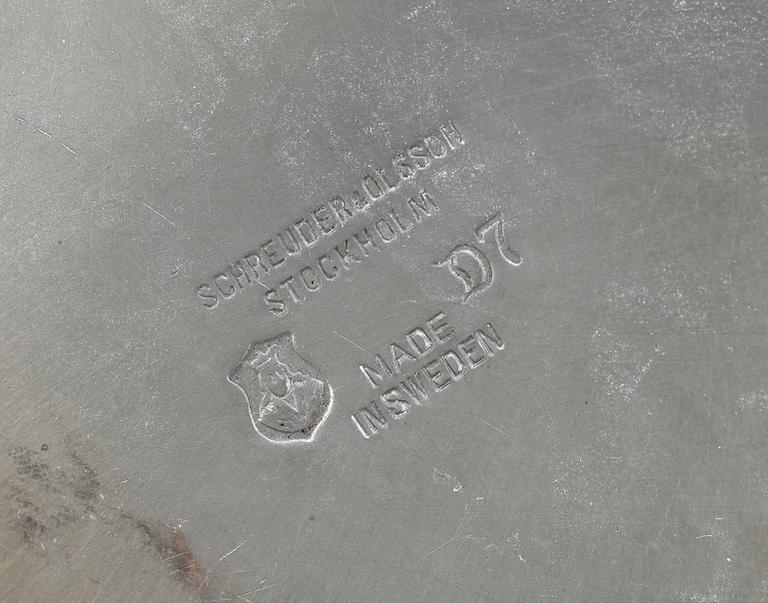 SCHREUDER & OLSSON
STOCKHOLM
D7
MADE
IN SWEDEN